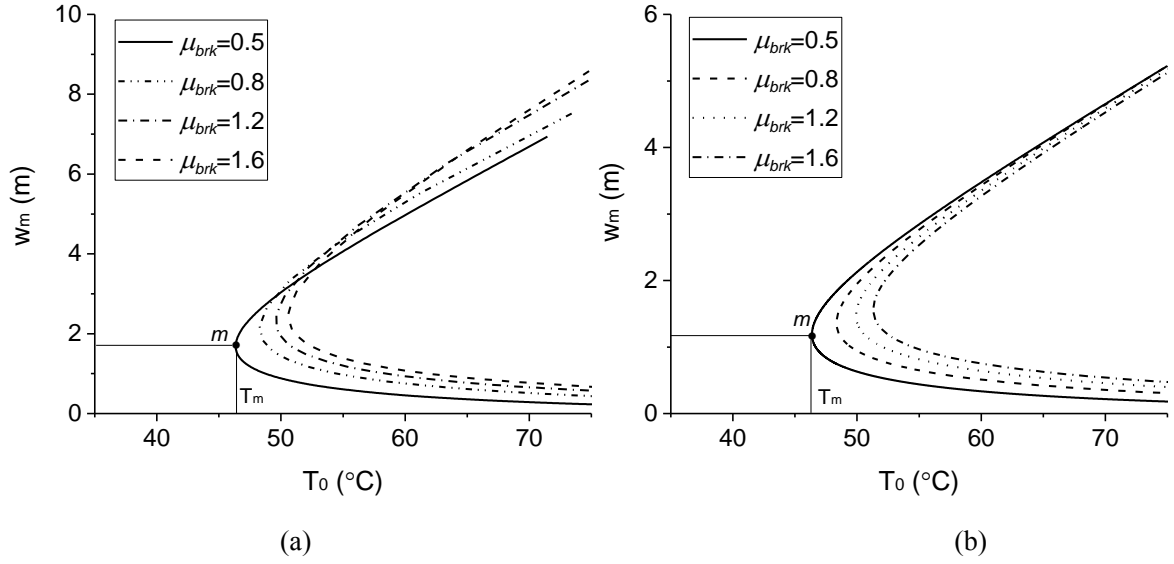 μbrk=0.5
μbrk=0.8
μbrk=1.2
μbrk=1.6
10
8
6
4
2
0
wm (m)
m
Tm
40
50
60
70
T0 (°C)
(a)
μbrk=0.5
μbrk=0.8
μbrk=1.2
μbrk=1.6
6
4
2
0
wm (m)
m
Tm
40
50
60
70
T0 (°C)
(b)